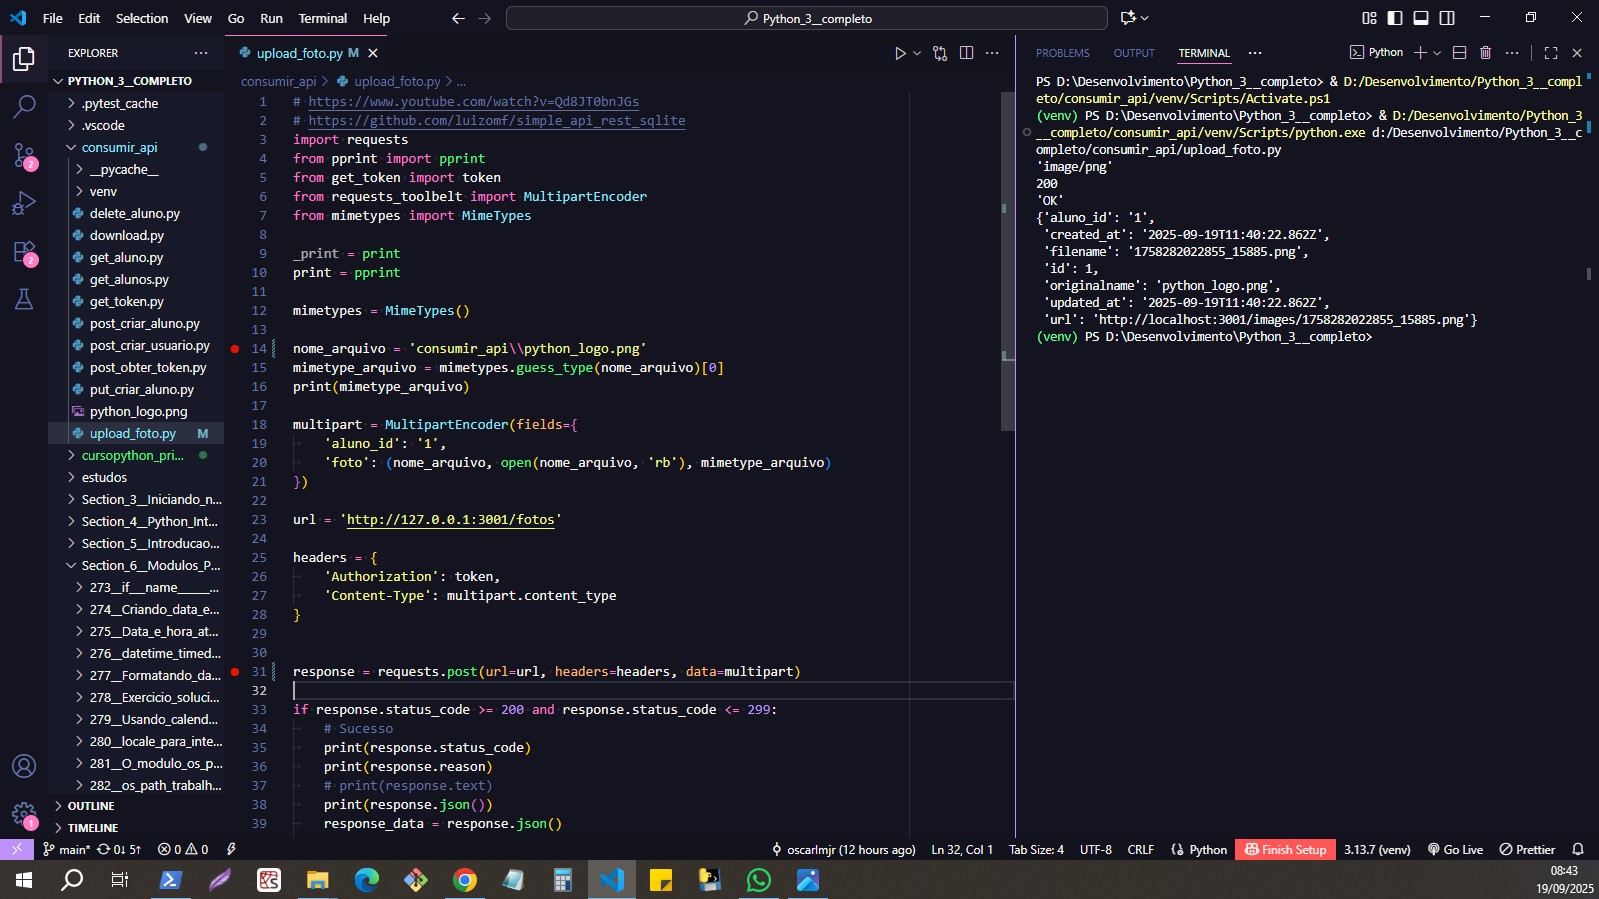 File Edit Selection View Go Run Terminal Help
Python_3__completo
EXPLORER
PYTHON_3__COMPLETO
.pytest_cache
.vscode
consumir_api
__pycache__
venv
delete_aluno.py
download.py
get_aluno.py
get_alunos.py
get_token.py
post_criar_aluno.py
post_criar_usuario.py
post_obter_token.py
put_criar_aluno.py
python_logo.png
upload_foto.py M
cursopython_pri...
estudos
Section_3__Iniciando_n...
Section_4__Python_Int...
Section_5__Introducao...
Section_6__Modulos_P...
273__if__name_____...
274__Criando_data_e...
275__Data_e_hora_at...
276__datetime_timed...
277__Formatando_da...
278__Exercicio_soluci...
279__Usando_calend...
280__locale_para_inte...
281__O_modulo_os_p...
282__os_path_trabalh...
OUTLINE
TIMELINE
2
2
1
upload_foto.py M
consumir_api > upload_foto.py > ...
1 # https://www.youtube.com/watch?v=Qd8JT0bnJGs
2 # https://github.com/luizomf/simple_api_rest_sqlite
3 import requests
4 from pprint import pprint
5 from get_token import token
6 from requests_toolbelt import MultipartEncoder
7 from mimetypes import MimeTypes
8
9 _print = print
10 print = pprint
11
12 mimetypes = MimeTypes()
13
14 nome_arquivo = 'consumir_api\\python_logo.png'
15 mimetype_arquivo = mimetypes.guess_type(nome_arquivo)[0]
16 print(mimetype_arquivo)
17
18 multipart = MultipartEncoder(fields={
19 'aluno_id': '1',
20 'foto': (nome_arquivo, open(nome_arquivo, 'rb'), mimetype_arquivo)
21 })
22
23 url = 'http://127.0.0.1:3001/fotos'
24
25 headers = {
26 'Authorization': token,
27 'Content-Type': multipart.content_type
28 }
29
30
31 response = requests.post(url=url, headers=headers, data=multipart)
32
33 if response.status_code >= 200 and response.status_code <= 299:
34 # Sucesso
35 print(response.status_code)
36 print(response.reason)
37 # print(response.text)
38 print(response.json())
39 response_data = response.json()
PROBLEMS OUTPUT TERMINAL
Python
PS D:\Desenvolvimento\Python_3__completo> & D:/Desenvolvimento/Python_3__compl
eto/consumir_api/venv/Scripts/Activate.ps1
(venv) PS D:\Desenvolvimento\Python_3__completo> & D:/Desenvolvimento/Python_3
__completo/consumir_api/venv/Scripts/python.exe d:/Desenvolvimento/Python_3__c
ompleto/consumir_api/upload_foto.py
'image/png'
200
'OK'
{'aluno_id': '1',
'created_at': '2025-09-19T11:40:22.862Z',
'filename': '1758282022855_15885.png',
'id': 1,
'originalname': 'python_logo.png',
'updated_at': '2025-09-19T11:40:22.862Z',
'url': 'http://localhost:3001/images/1758282022855_15885.png'}
(venv) PS D:\Desenvolvimento\Python_3__completo>
main* 0↓ 5↑ 0 0
oscarlmjr (12 hours ago) Ln 32, Col 1 Tab Size: 4 UTF-8 CRLF Python Finish Setup 3.13.7 (venv) Go Live Prettier
08:43
19/09/2025